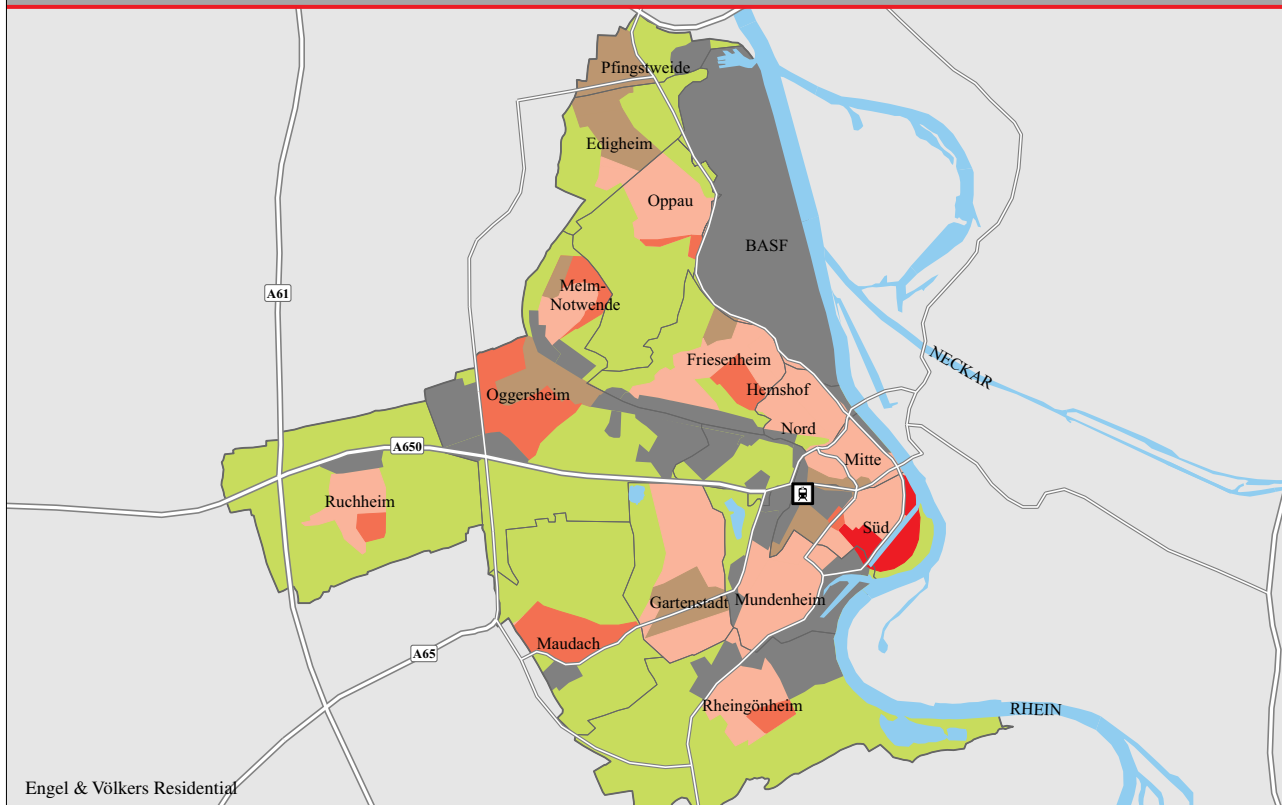 Pfingstweide
Edigheim
Oppau
BASF
Melm-
Notwende
A61
Friesenheim
NECKAR
Oggersheim
Hemshof
Nord
A650
Mitte
Ruchheim
Süd
Gartenstadt
Mundenheim
Maudach
A65
Rheingönheim
RHEIN
Engel & Völkers Residential